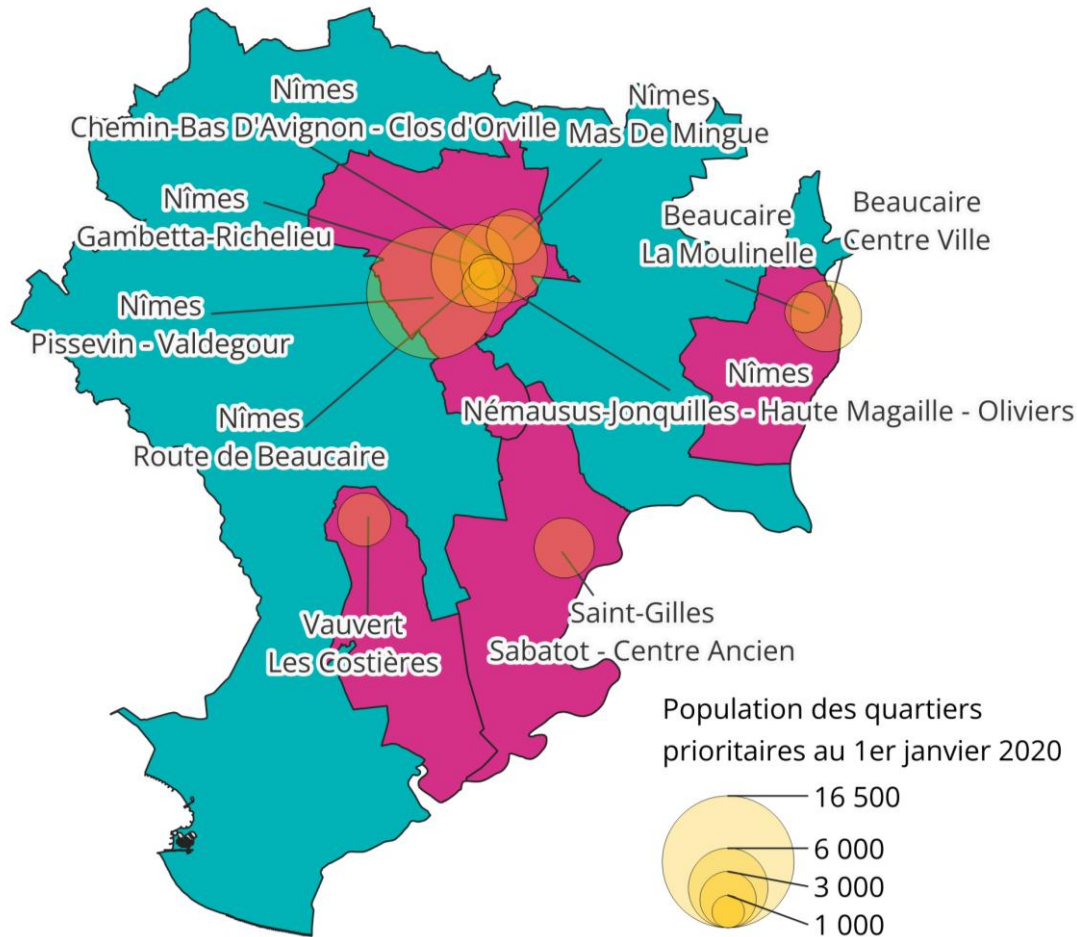 Nîmes
Chemin-Bas D'Avignon - Clos d'Orville
Nîmes
Mas De Mingue
Nîmes
Gambetta-Richelieu
Beaucaire
La Moulinelle
Beaucaire
Centre Ville
Nîmes
Pissevin - Valdegour
Nîmes
Némausus-Jonquilles - Haute Magaille - Oliviers
Nîmes
Route de Beaucaire
Vauvert
Les Costières
Saint-Gilles
Sabatot - Centre Ancien
Population des quartiers
prioritaires au 1er janvier 2020
16 500
6 000
3 000
1 000